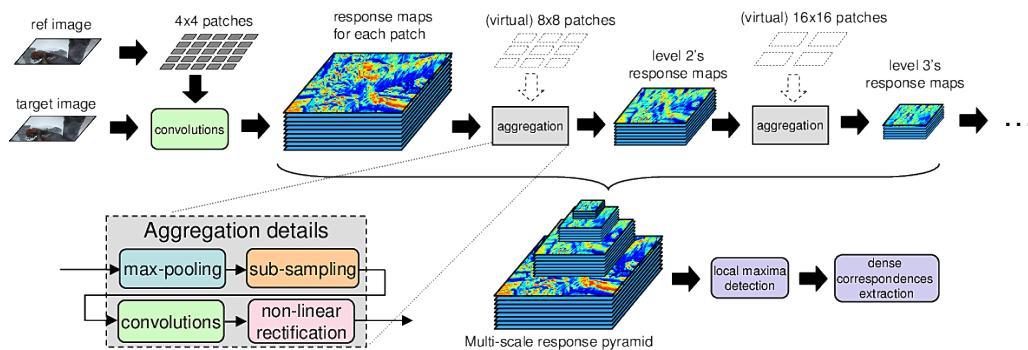 ref image
4x4 patches
response maps
for each patch
(virtual) 8x8 patches
(virtual) 16x16 patches
level 2's
response maps
level 3's
response maps
target image
convolutions
aggregation
aggregation
...
Aggregation details
max-pooling
sub-sampling
convolutions
non-linear
rectification
local maxima
detection
dense
correspondences
extraction
Multi-scale response pyramid